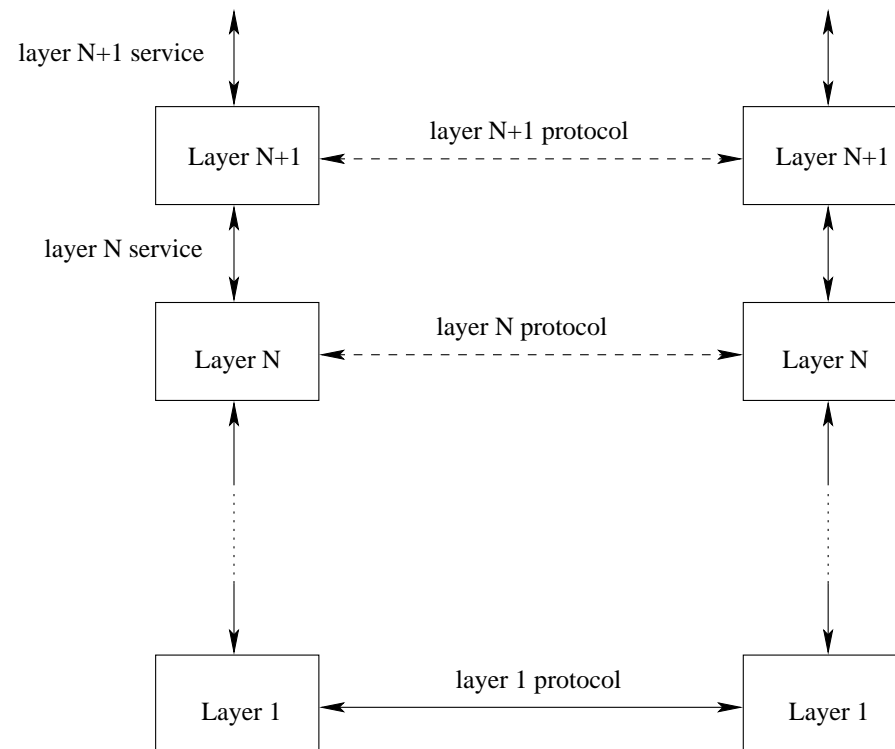 layer N+1 service
layer N+1 protocol
Layer N+1
Layer N+1
layer N service
layer N protocol
Layer N
Layer N
layer 1 protocol
Layer 1
Layer 1